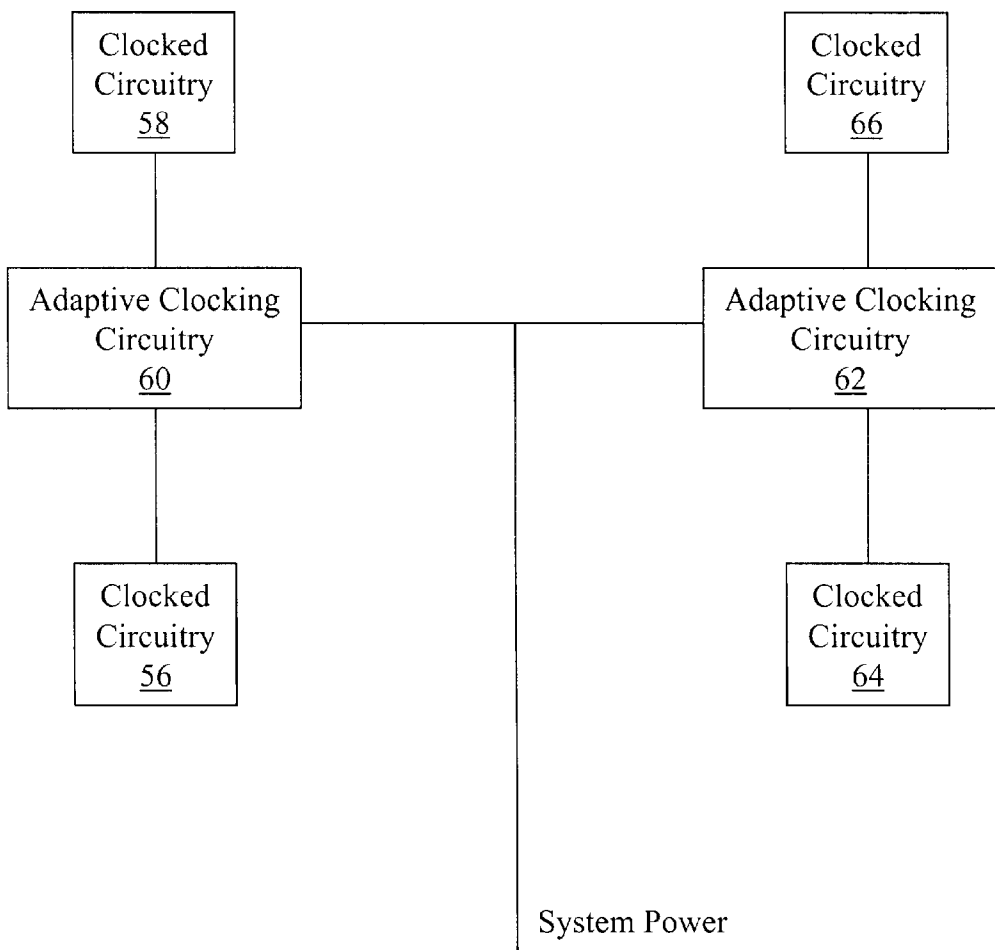 Clocked
Circuitry
58
Clocked
Circuitry
66
Adaptive Clocking
Circuitry
60
Adaptive Clocking
Circuitry
62
Clocked
Circuitry
56
Clocked
Circuitry
64
System Power